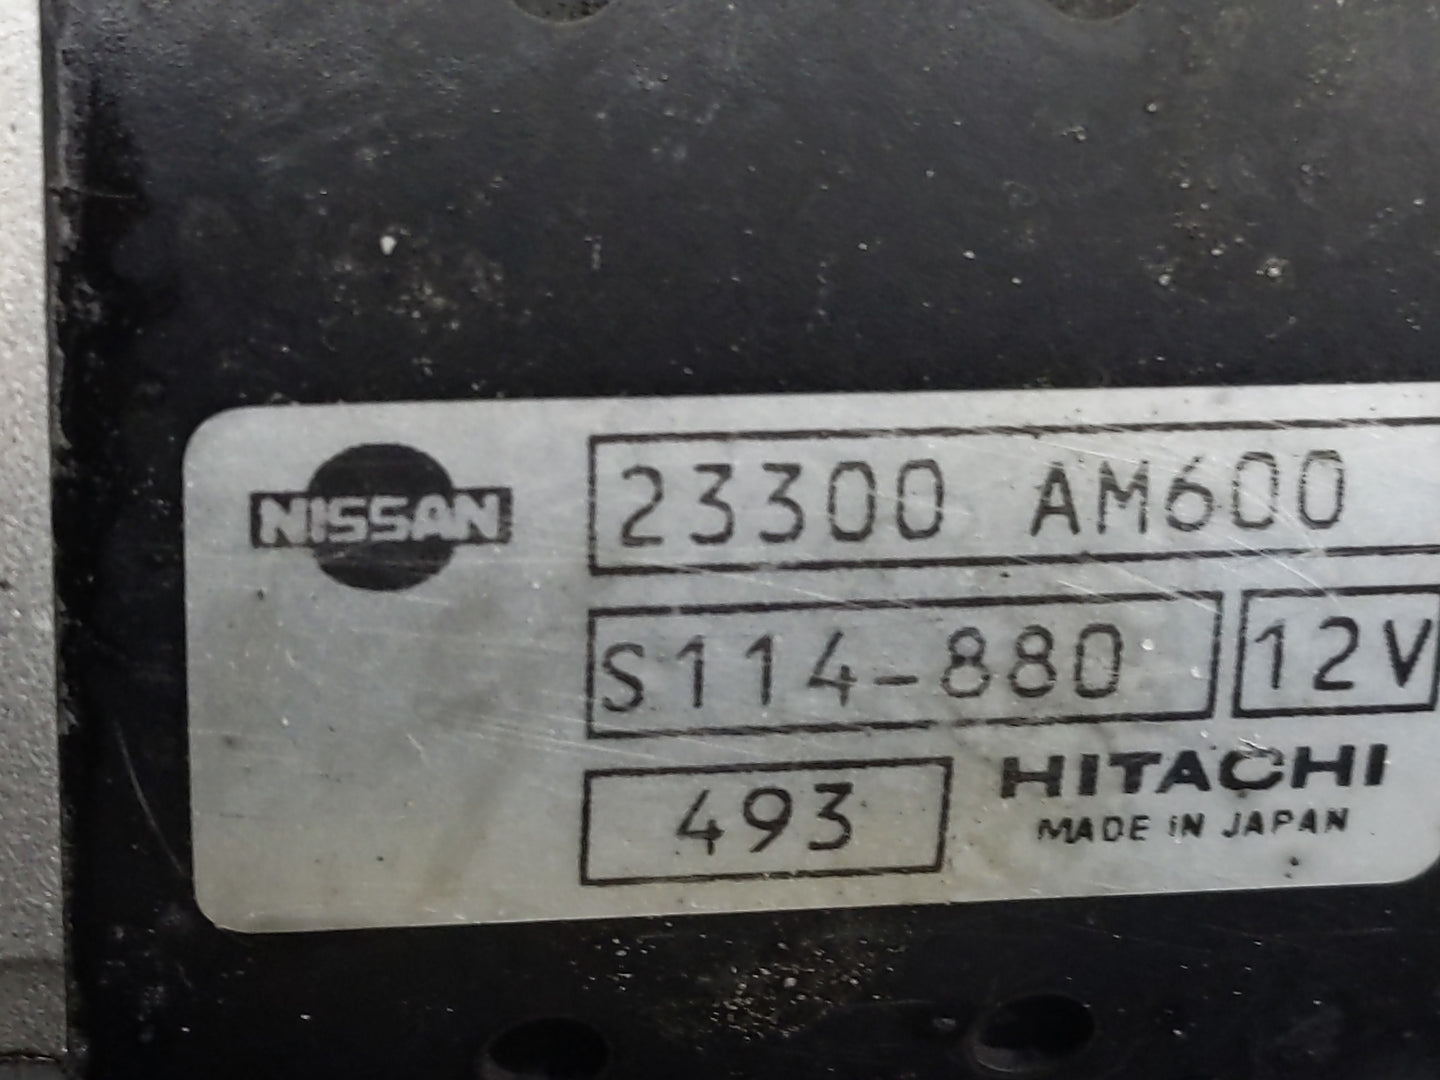 NISSAN
23300 AM600
S114-880 12V
493
HITACHI
MADE IN JAPAN